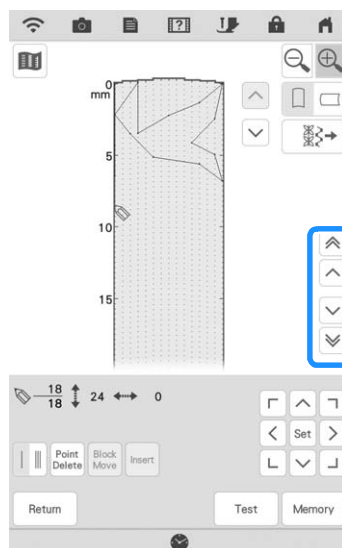 0
mm
5
10
15
18
18 24 0
Point Delete
Block Move
Insert
Set
Return
Test
Memory